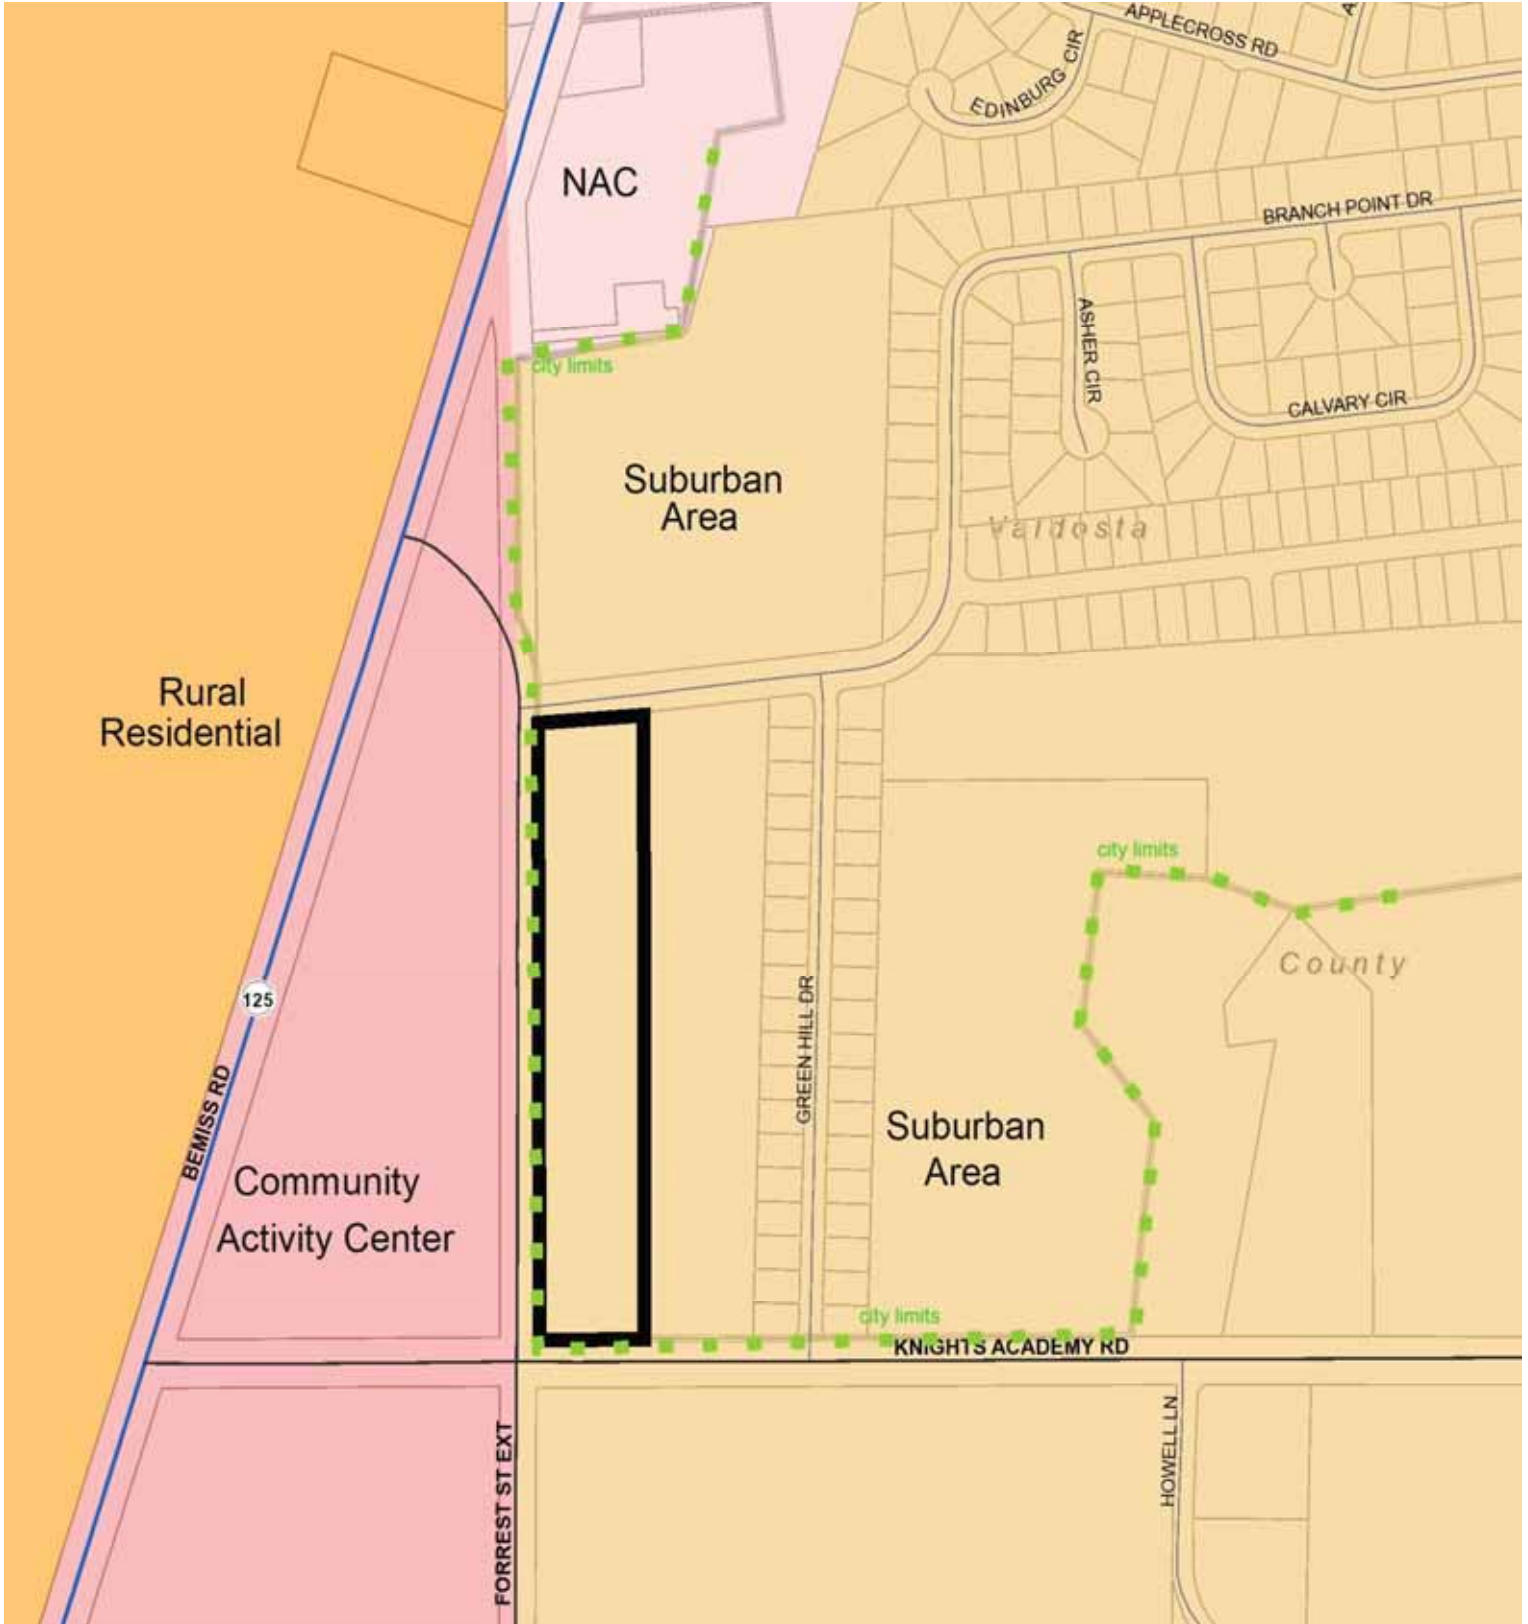 APPLECROSS RD
A
EDINBURG CIR
NAC
BRANCH POINT DR
ASHER CIR
city limits
CALVARY CIR
Suburban
Area
Valdosta
Rural
Residential
city limits
County
125
GREEN HILL DR
BEMISS RD
Suburban
Area
Community
Activity Center
city limits
KNIGHTS ACADEMY RD
FORREST ST EXT
HOWELL LN